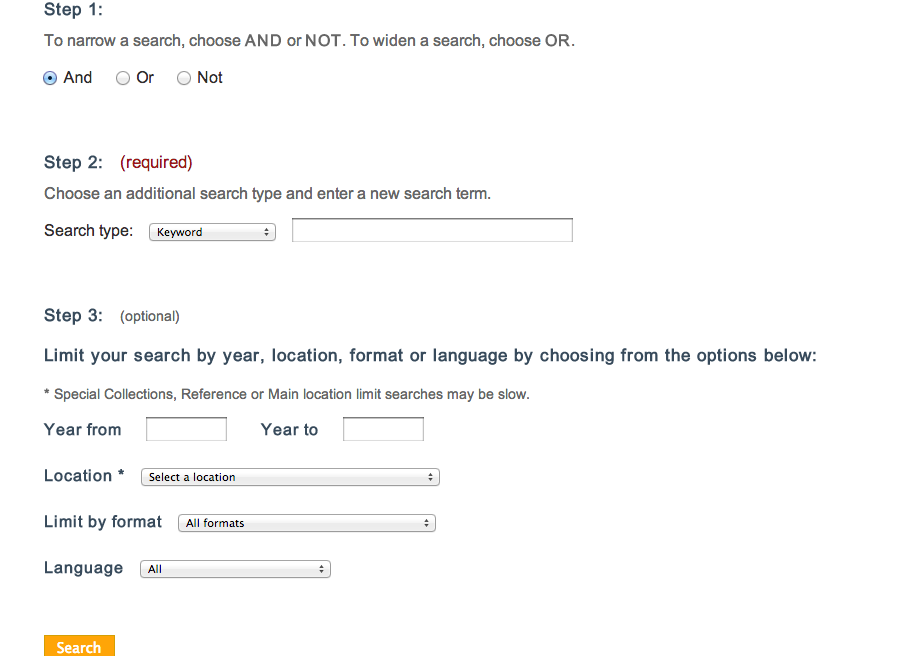 Step 1:
To narrow a search, choose AND or NOT. To widen a search, choose OR.
And Or Not
Step 2: (required)
Choose an additional search type and enter a new search term.
Search type: Keyword
Step 3: (optional)
Limit your search by year, location, format or language by choosing from the options below:
* Special Collections, Reference or Main location limit searches may be slow.
Year from Year to
Location * Select a location
Limit by format All formats
Language All
Search